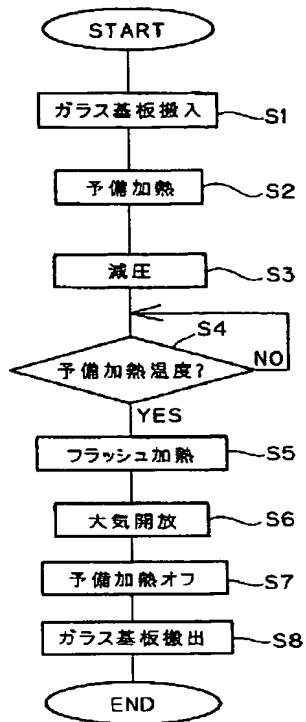 START
ガラス基板搬入
S1
予備加熱
S2
減圧
S3
S4
予備加熱温度?
NO
YES
フラッシュ加熱
S5
大気開放
S6
予備加熱オフ
S7
ガラス基板搬出
S8
END